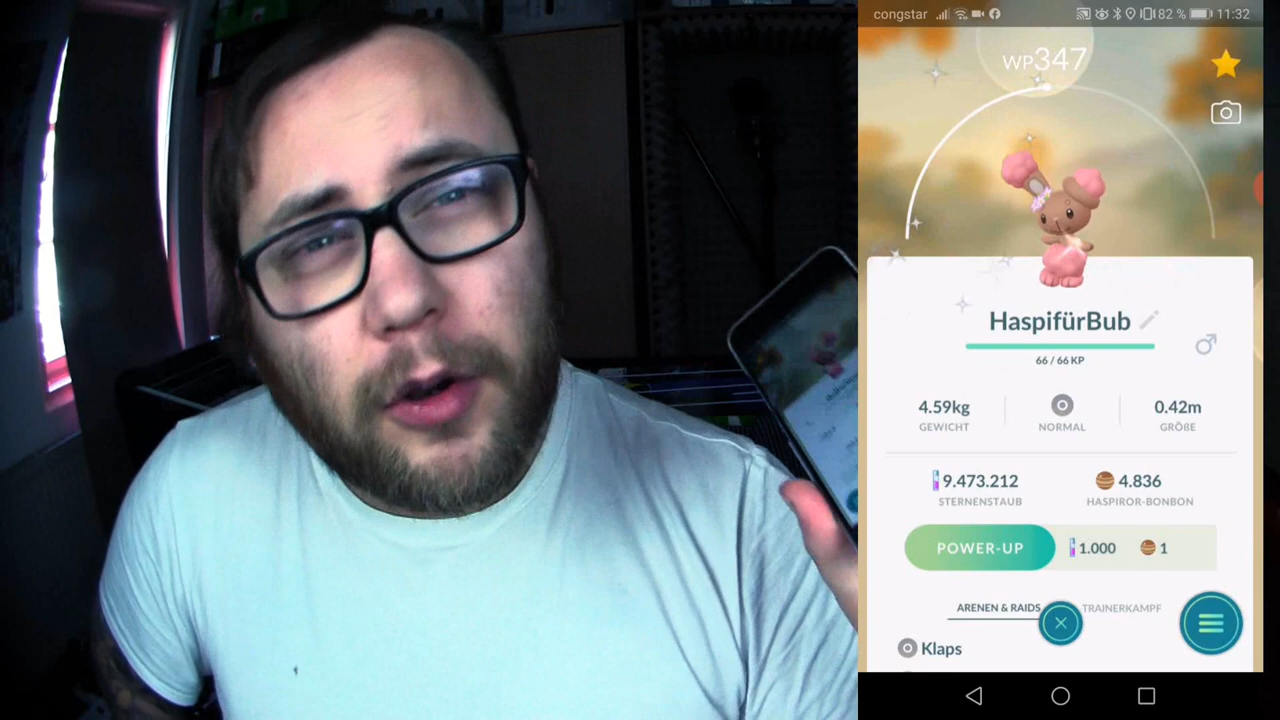 congstar 82 % 11:32
WP347
HaspifürBub
66 / 66 KP
4.59kg NORMAL 0.42m
GEWICHT GRÖßE
9.473.212 4.836
STERNENSTAUB HASPIROR-BONBON
POWER-UP 1.000 1
ARENEN & RAIDS TRAINERKAMPF
Klaps